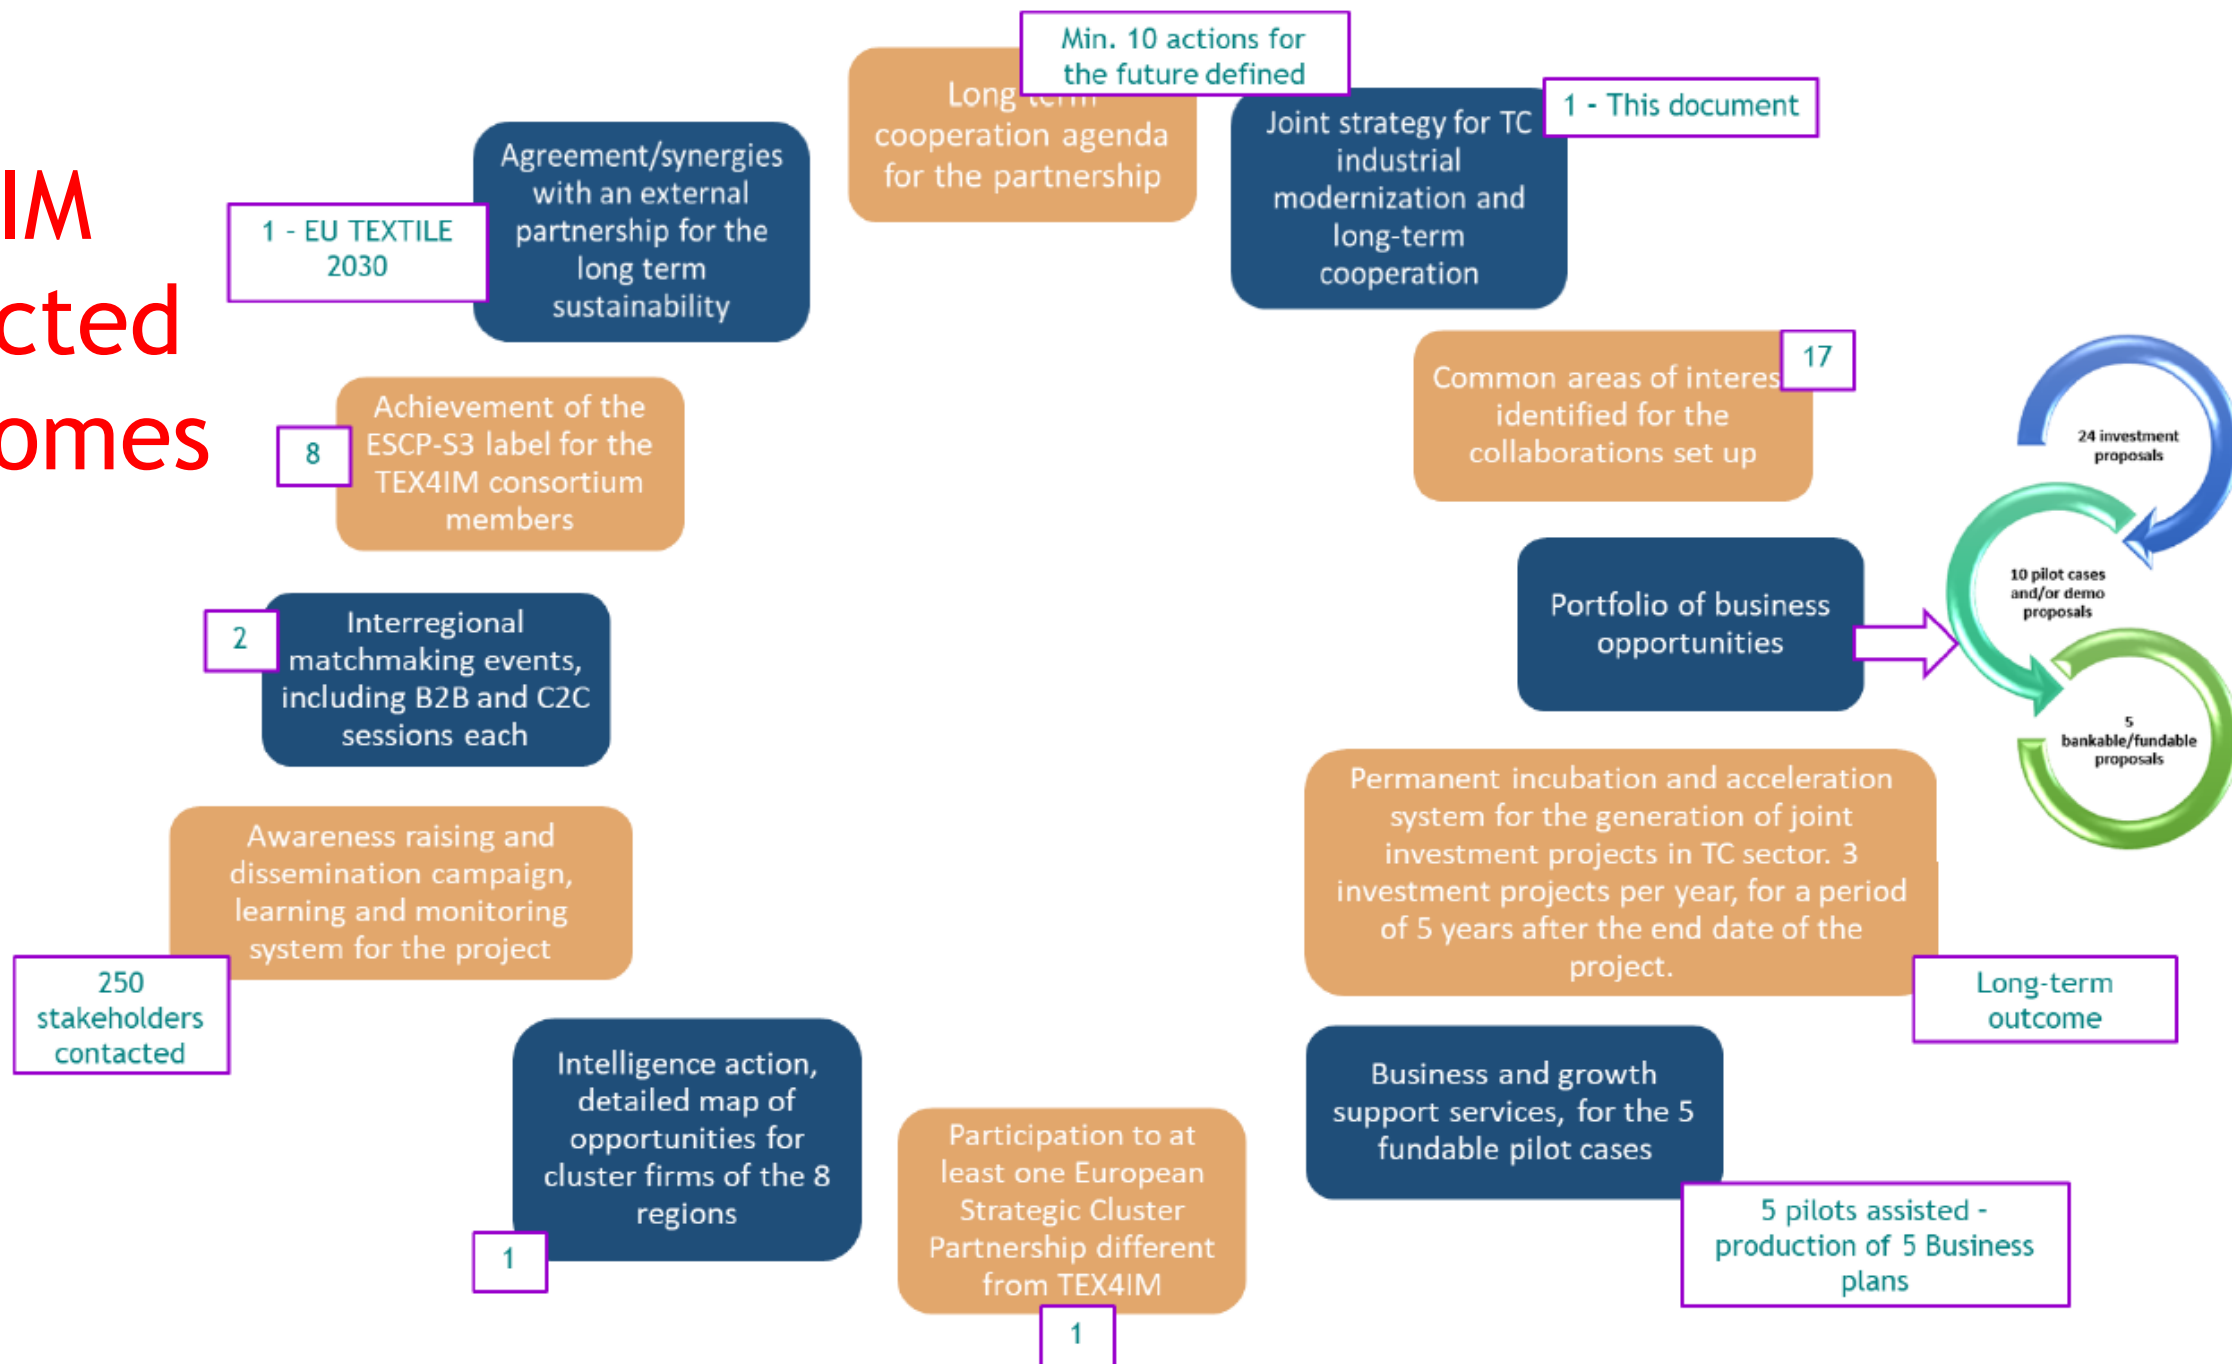 IM
cted
omes
Min. 10 actions for
the future defined
Long term
cooperation agenda
for the partnership
1 - This document
Joint strategy for TC
industrial
modernization and
long-term
cooperation
17
Common areas of interes
identified for the
collaborations set up
Portfolio of business
opportunities
24 investment
proposals
10 pilot cases
and/or demo
proposals
5
bankable/fundable
proposals
Permanent incubation and acceleration
system for the generation of joint
investment projects in TC sector. 3
investment projects per year, for a period
of 5 years after the end date of the
project.
Long-term
outcome
Business and growth
support services, for the 5
fundable pilot cases
5 pilots assisted -
production of 5 Business
plans
Participation to at
least one European
Strategic Cluster
Partnership different
from TEX4IM
1
Intelligence action,
detailed map of
opportunities for
cluster firms of the 8
regions
1
Awareness raising and
dissemination campaign,
learning and monitoring
system for the project
250
stakeholders
contacted
2
Interregional
matchmaking events,
including B2B and C2C
sessions each
8
Achievement of the
ESCP-S3 label for the
TEX4IM consortium
members
1 - EU TEXTILE
2030
Agreement/synergies
with an external
partnership for the
long term
sustainability